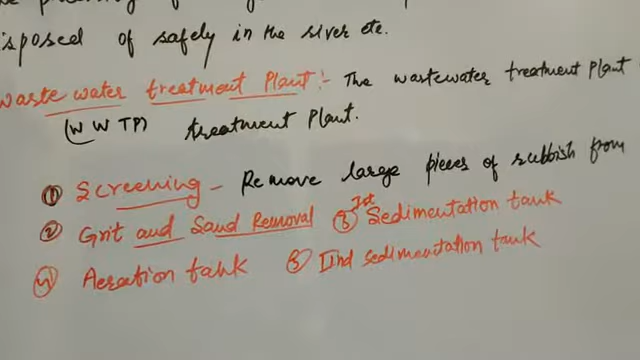 isposed of safely in the river etc.
waste water treatment Plant:- The wastewater treatment Plant
(WWTP) treatment Plant.
① Screening - Remove large pieces of rubbish from
② Grit and Sand Removal ③ Ist Sedimentation tank
④ Aeration tank ⑤ IInd sedimentation tank